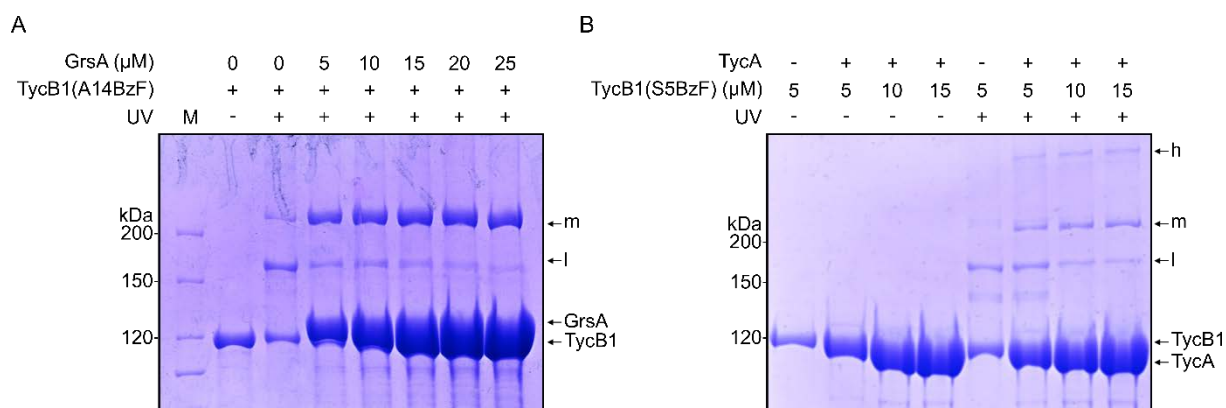 A
GrsA (µM) 0 0 5 10 15 20 25
TycB1(A14BzF) + + + + + + +
UV M - + + + + + +
kDa
200
150
120
m
l
GrsA
TycB1
B
TycA - + + + - + + +
TycB1(S5BzF) (µM) 5 5 10 15 5 5 10 15
UV - - - - + + + +
kDa
200
150
120
h
m
l
TycB1
TycA